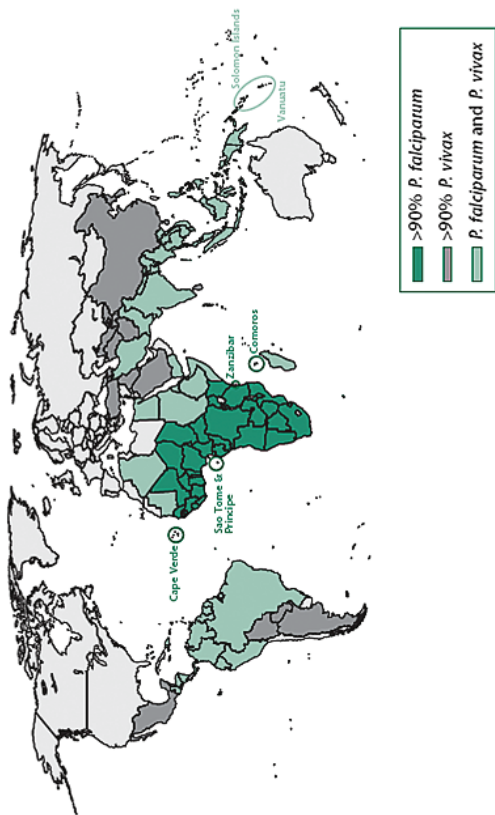 Cape Verde
Sao Tome &
Principe
Zanzibar
Comoros
Solomon Islands
Vanuatu
>90% P. falciparum
>90% P. vivax
P. falciparum and P. vivax